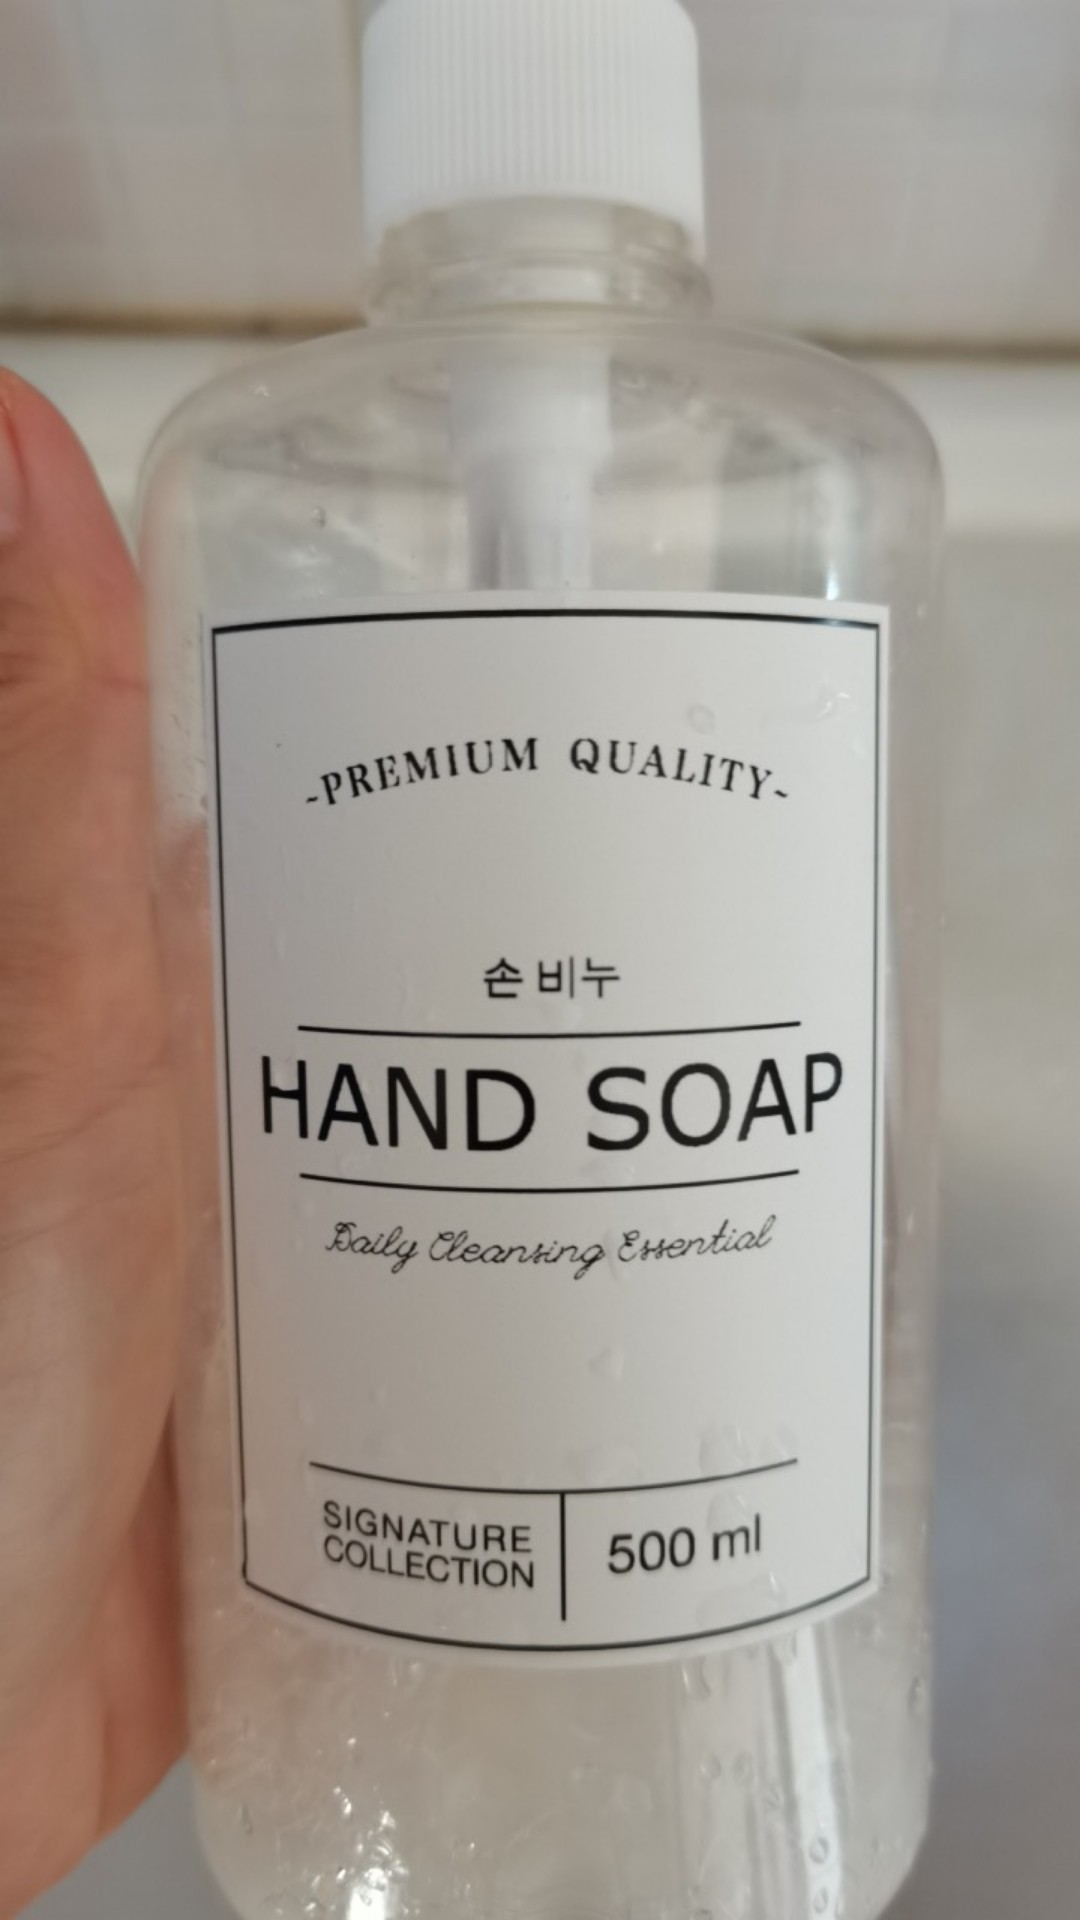 -PREMIUM QUALITY-
손 비누
HAND SOAP
Daily Cleansing Essential
SIGNATURE
COLLECTION
500 ml